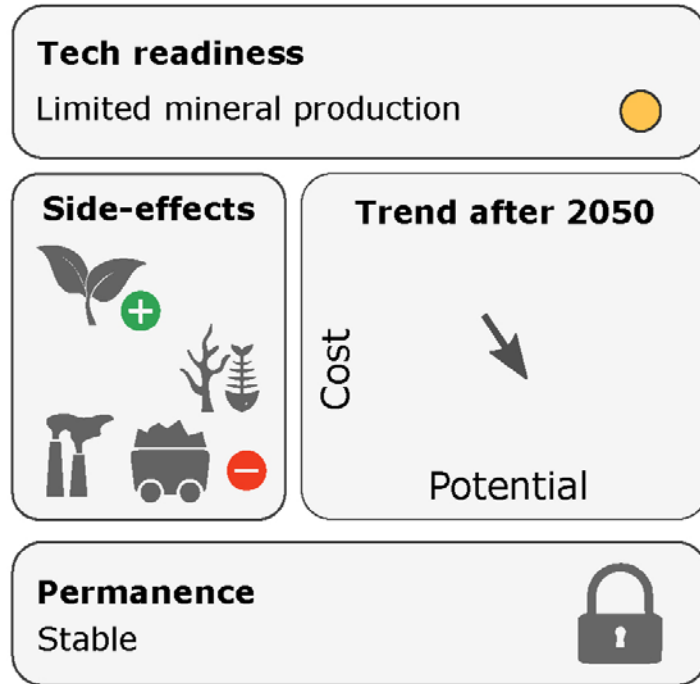 Tech readiness
Limited mineral production
Side-effects
Trend after 2050
Cost
Potential
Permanence
Stable